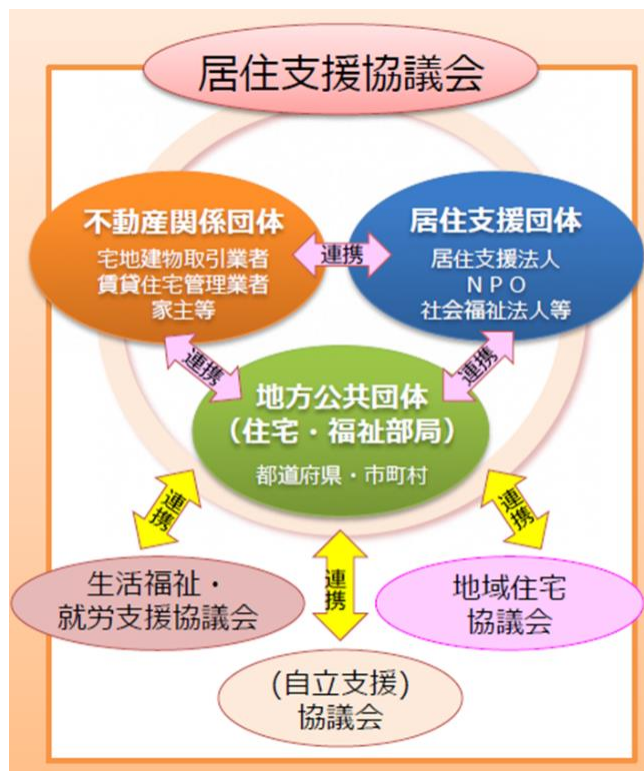 居住支援協議会
不動産関係団体
宅地建物取引業者
賃貸住宅管理業者
家主等
連携
居住支援団体
居住支援法人
ＮＰＯ
社会福祉法人等
連携
連携
地方公共団体
（住宅・福祉部局）
都道府県・市町村
連携
連携
連携
生活福祉・
就労支援協議会
(自立支援)
協議会
地域住宅
協議会